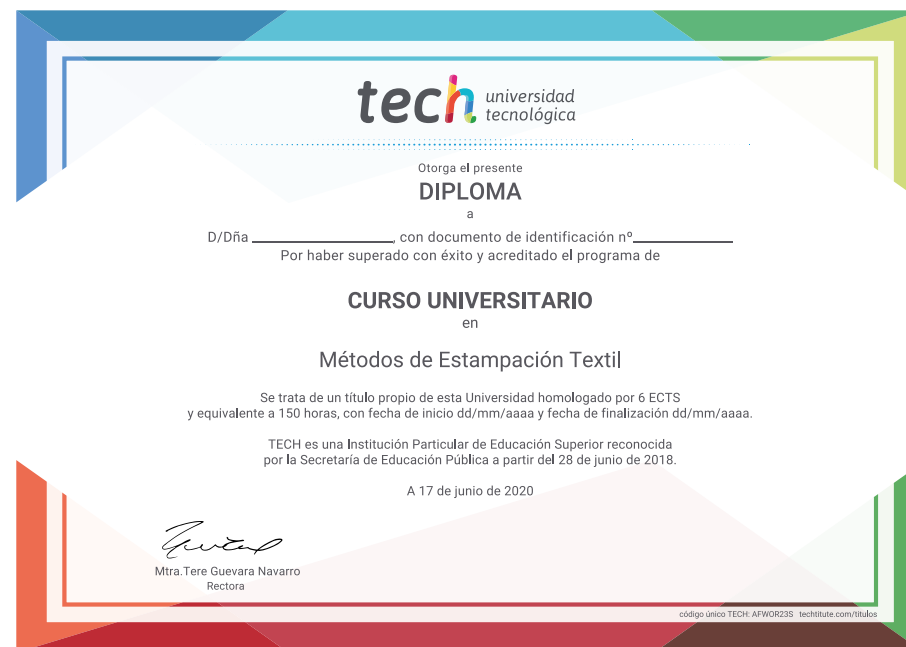 tech universidad
tecnológica
Otorga el presente
DIPLOMA
a
D/Dña ____________________, con documento de identificación nº______________
Por haber superado con éxito y acreditado el programa de
CURSO UNIVERSITARIO
en
Métodos de Estampación Textil
Se trata de un título propio de esta Universidad homologado por 6 ECTS
y equivalente a 150 horas, con fecha de inicio dd/mm/aaaa y fecha de finalización dd/mm/aaaa.
TECH es una Institución Particular de Educación Superior reconocida
por la Secretaría de Educación Pública a partir del 28 de junio de 2018.
A 17 de junio de 2020
Mtra.Tere Guevara Navarro
Rectora
código único TECH: AFWOR23S techtitute.com/titulos